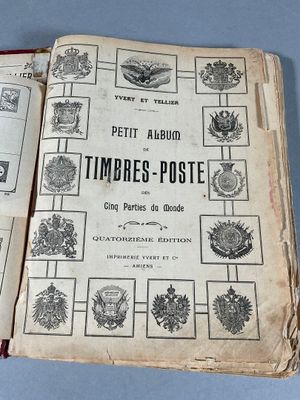 YVERT ET TELLIER
PETIT ALBUM
DE
TIMBRES-POSTE
DES
Cinq Parties du Monde
QUATORZIÈME ÉDITION
IMPRIMERIE YVERT ET Cie
— AMIENS —